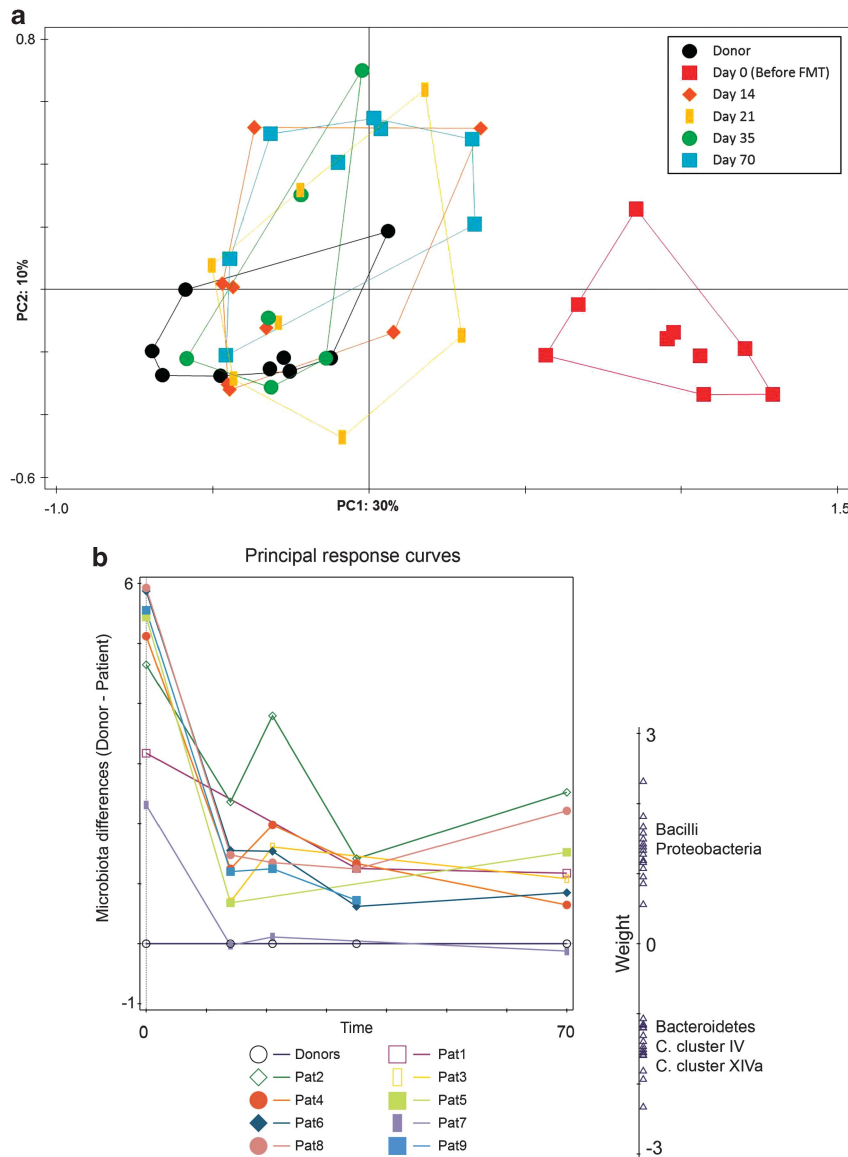 a
0.8
PC2: 10%
-0.6
-1.0
PC1: 30%
1.5
Donor
Day 0 (Before FMT)
Day 14
Day 21
Day 35
Day 70
b
Principal response curves
6
Microbiota differences (Donor - Patient)
-1
0
Time
70
Weight
3
Bacilli
Proteobacteria
0
Bacteroidetes
C. cluster IV
C. cluster XIVa
-3
Donors
Pat1
Pat2
Pat3
Pat4
Pat5
Pat6
Pat7
Pat8
Pat9